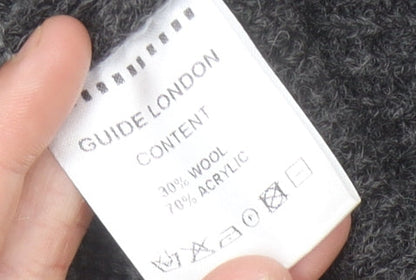 GUIDE LONDON
CONTENT
30% WOOL
70% ACRYLIC